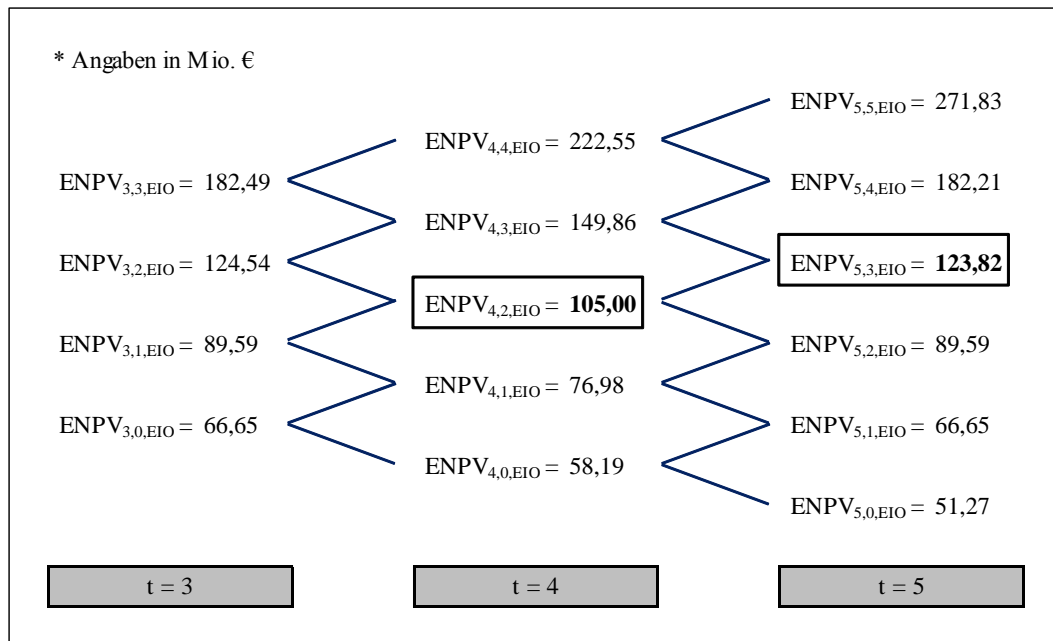 * Angaben in Mio. €
ENPV5,5,EIO = 271,83
ENPV4,4,EIO = 222,55
ENPV3,3,EIO = 182,49
ENPV5,4,EIO = 182,21
ENPV4,3,EIO = 149,86
ENPV3,2,EIO = 124,54
ENPV5,3,EIO = 123,82
ENPV4,2,EIO = 105,00
ENPV3,1,EIO = 89,59
ENPV5,2,EIO = 89,59
ENPV4,1,EIO = 76,98
ENPV3,0,EIO = 66,65
ENPV5,1,EIO = 66,65
ENPV4,0,EIO = 58,19
ENPV5,0,EIO = 51,27
t = 3
t = 4
t = 5